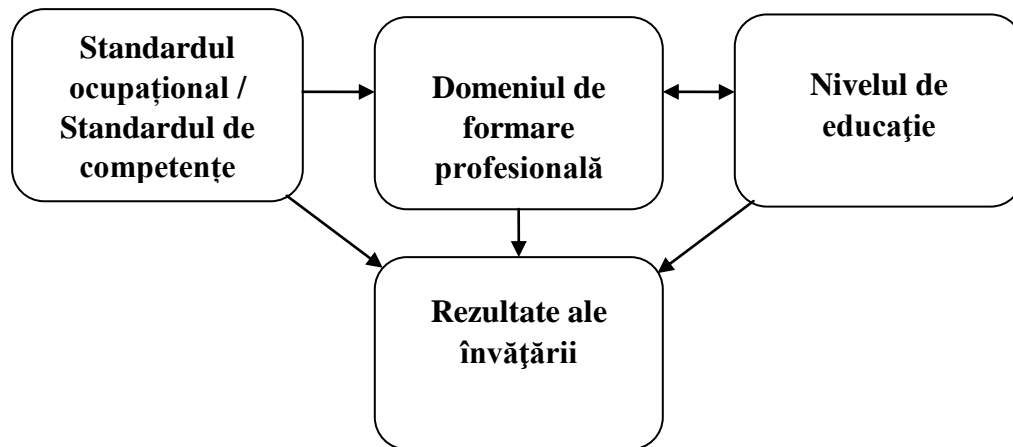 Standardul
ocupațional /
Standardul de
competențe
Domeniul de
formare
profesională
Nivelul de
educaţie
Rezultate ale
învăţării